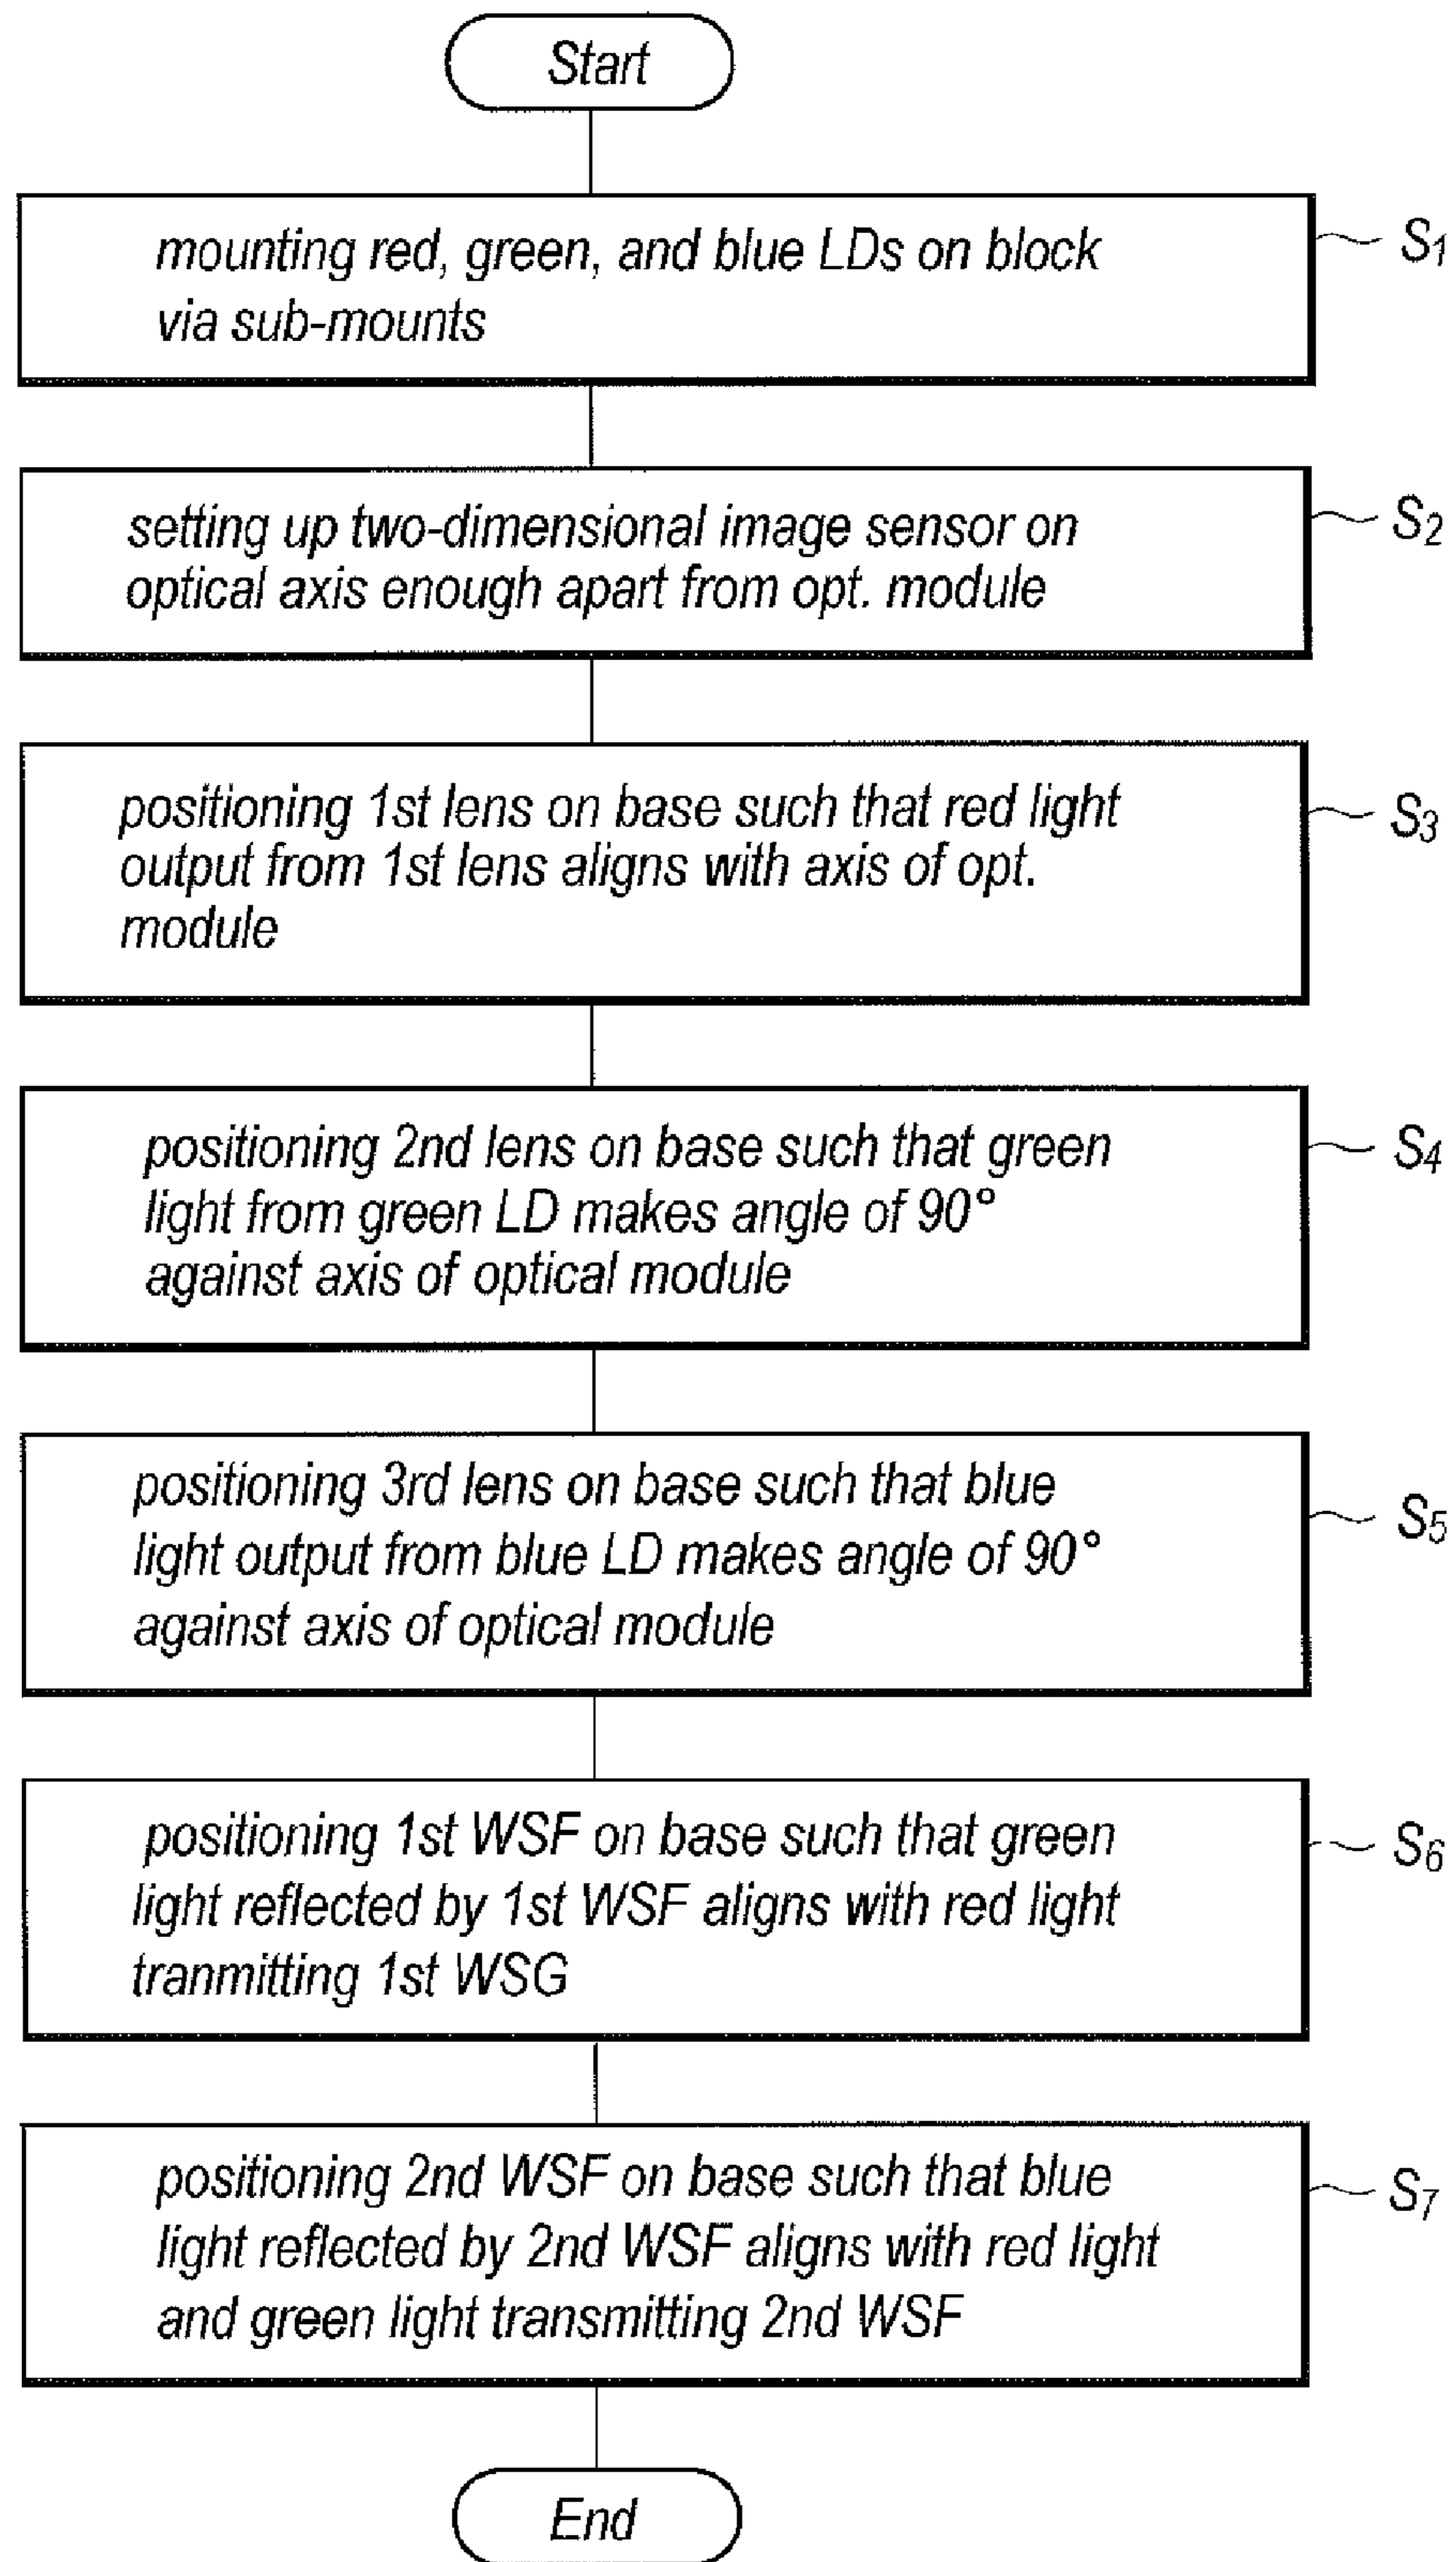 Start
mounting red, green, and blue LDs on block
via sub-mounts
S1
setting up two-dimensional image sensor on
optical axis enough apart from opt. module
S2
positioning 1st lens on base such that red light
output from 1st lens aligns with axis of opt.
module
S3
positioning 2nd lens on base such that green
light from green LD makes angle of 90°
against axis of optical module
S4
positioning 3rd lens on base such that blue
light output from blue LD makes angle of 90°
against axis of optical module
S5
positioning 1st WSF on base such that green
light reflected by 1st WSF aligns with red light
tranmitting 1st WSG
S6
positioning 2nd WSF on base such that blue
light reflected by 2nd WSF aligns with red light
and green light transmitting 2nd WSF
S7
End